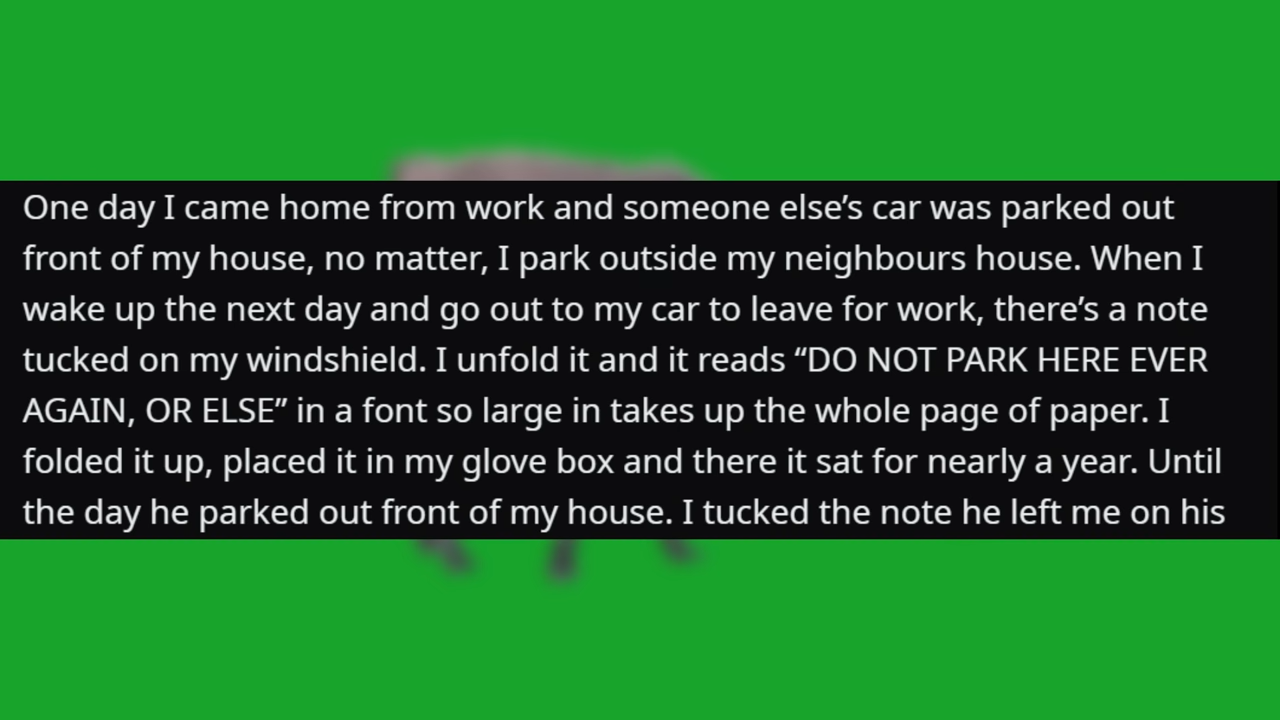 One day I came home from work and someone else’s car was parked out
front of my house, no matter, I park outside my neighbours house. When I
wake up the next day and go out to my car to leave for work, there’s a note
tucked on my windshield. I unfold it and it reads “DO NOT PARK HERE EVER
AGAIN, OR ELSE” in a font so large in takes up the whole page of paper. I
folded it up, placed it in my glove box and there it sat for nearly a year. Until
the day he parked out front of my house. I tucked the note he left me on his